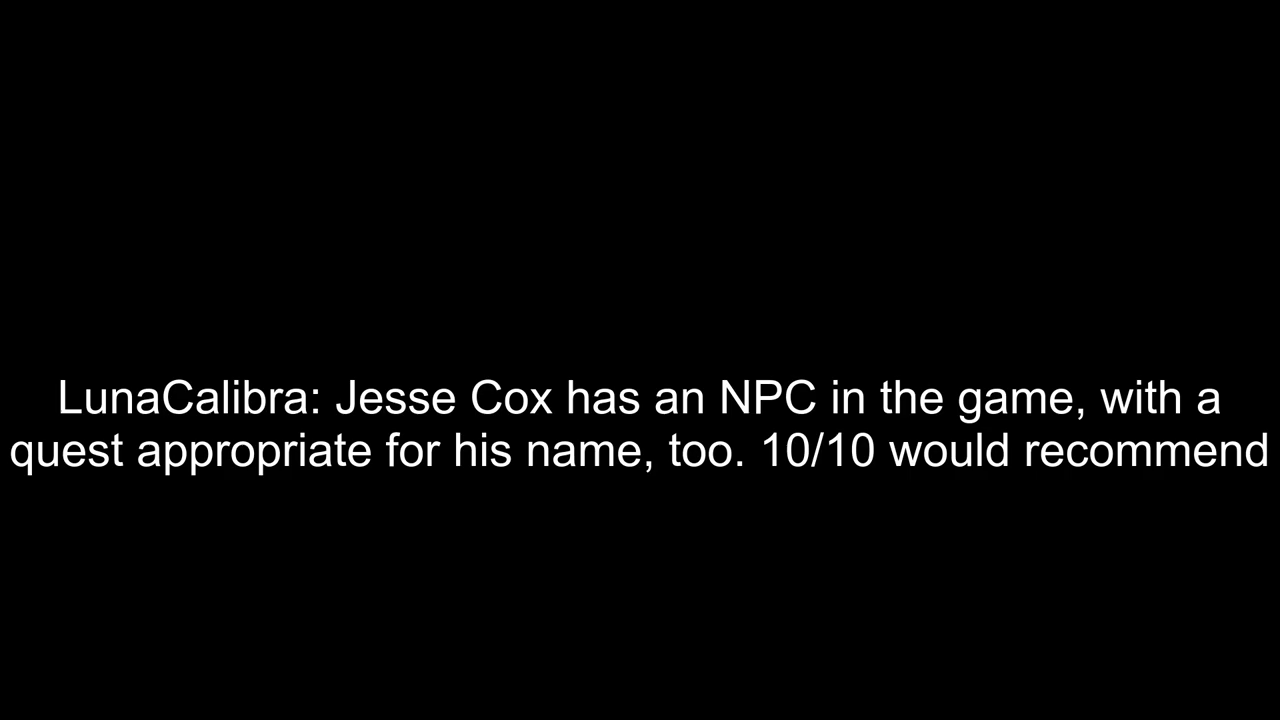 LunaCalibra: Jesse Cox has an NPC in the game, with a
quest appropriate for his name, too. 10/10 would recommend